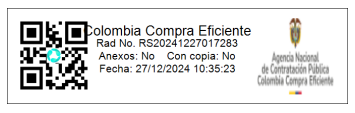 Colombia Compra Eficiente
Rad No. RS20241227017283
Anexos: No Con copia: No
Fecha: 27/12/2024 10:35:23
Agencia Nacional
de Contratación Pública
Colombia Compra Eficiente